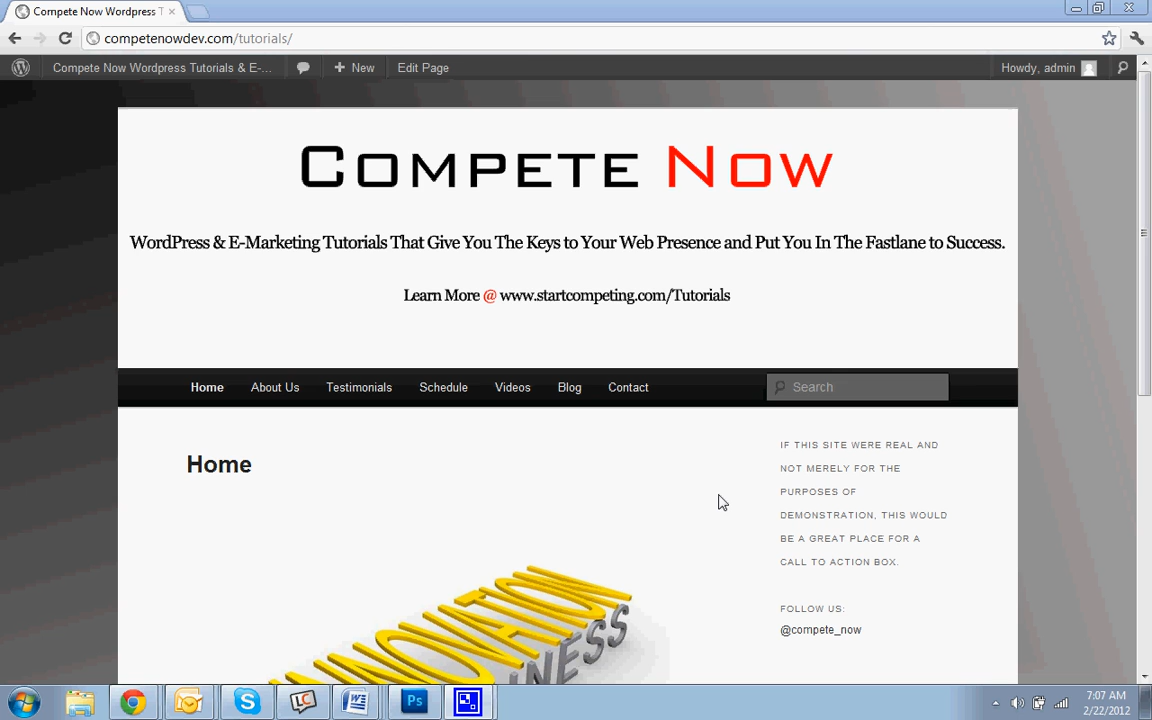 Compete Now Wordpress T
competenowdev.com/tutorials/
Compete Now Wordpress Tutorials & E-...
New
Edit Page
Howdy, admin
Compete Now
WordPress & E-Marketing Tutorials That Give You The Keys to Your Web Presence and Put You In The Fastlane to Success.
Learn More @ www.startcompeting.com/Tutorials
Home About Us Testimonials Schedule Videos Blog Contact Search
Home
IF THIS SITE WERE REAL AND
NOT MERELY FOR THE
PURPOSES OF
DEMONSTRATION, THIS WOULD
BE A GREAT PLACE FOR A
CALL TO ACTION BOX.
FOLLOW US:
@compete_now
INNOVATION
Ps
7:07 AM
2/22/2012